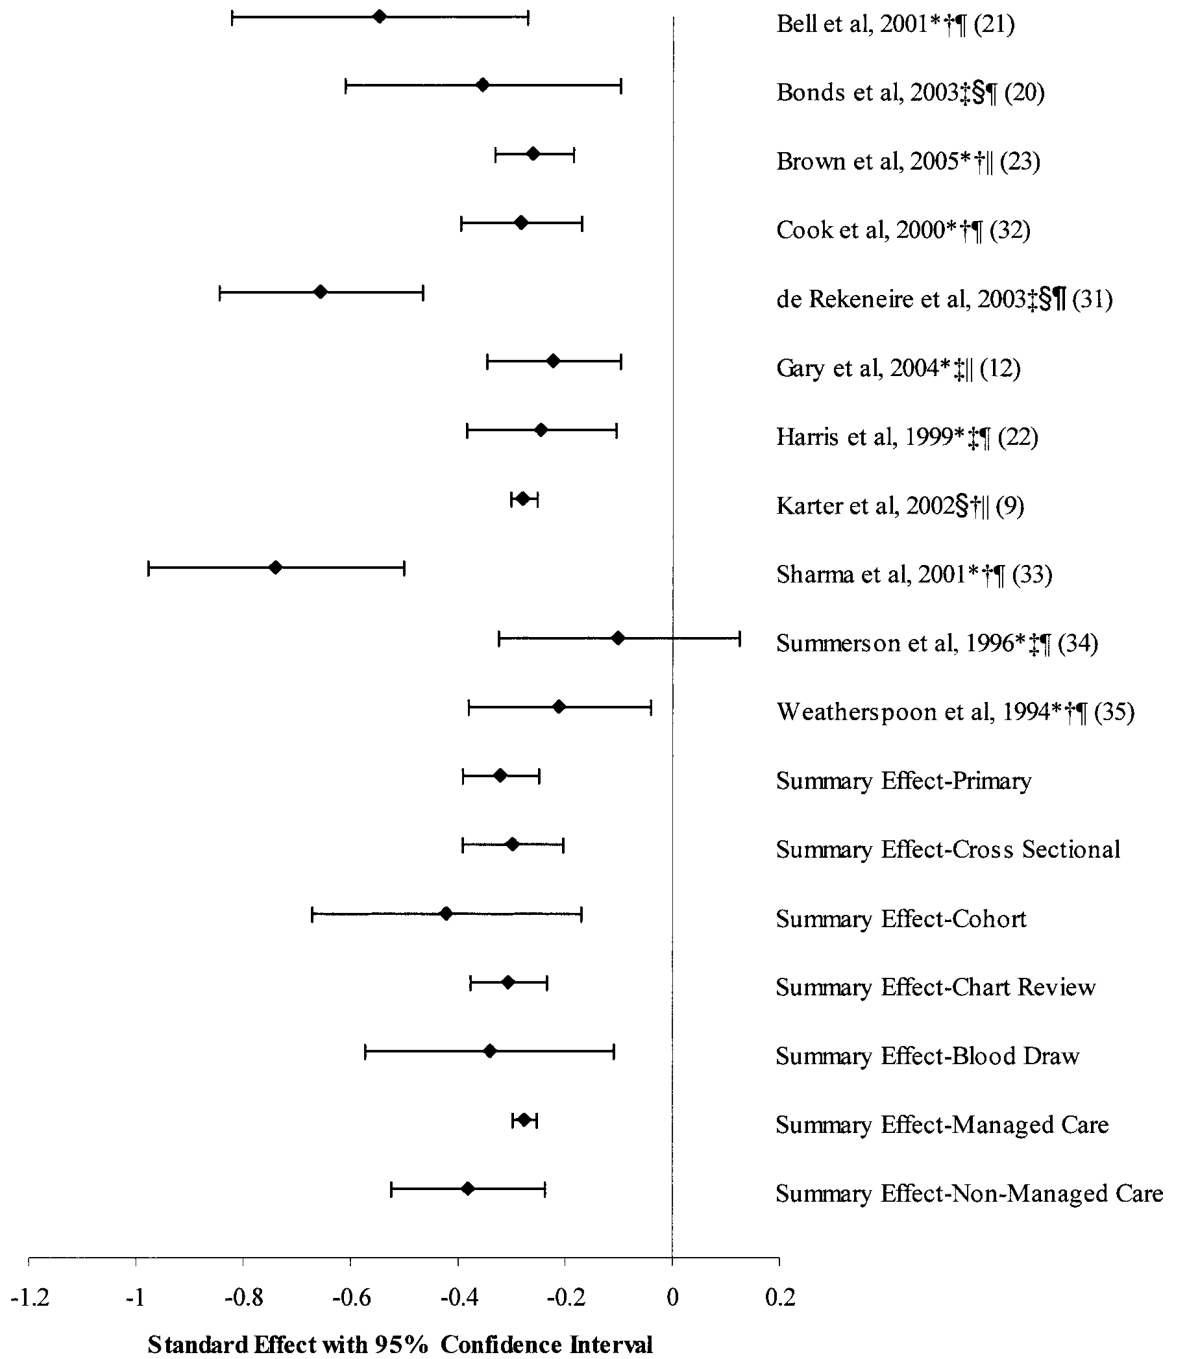 Bell et al, 2001*†¶ (21)
Bonds et al, 2003‡§¶ (20)
Brown et al, 2005*†|| (23)
Cook et al, 2000*†¶ (32)
de Rekeneire et al, 2003‡§¶ (31)
Gary et al, 2004*‡|| (12)
Harris et al, 1999*‡¶ (22)
Karter et al, 2002§†|| (9)
Sharma et al, 2001*†¶ (33)
Summerson et al, 1996*‡¶ (34)
Weatherspoon et al, 1994*†¶ (35)
Summary Effect-Primary
Summary Effect-Cross Sectional
Summary Effect-Cohort
Summary Effect-Chart Review
Summary Effect-Blood Draw
Summary Effect-Managed Care
Summary Effect-Non-Managed Care
-1.2 -1 -0.8 -0.6 -0.4 -0.2 0 0.2
Standard Effect with 95% Confidence Interval